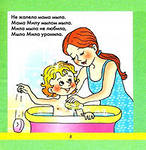 Не жалела мама мыла.
Мама Милу мылом мыла.
Мила мыла не любила,
Мыло Мила уронила.
8